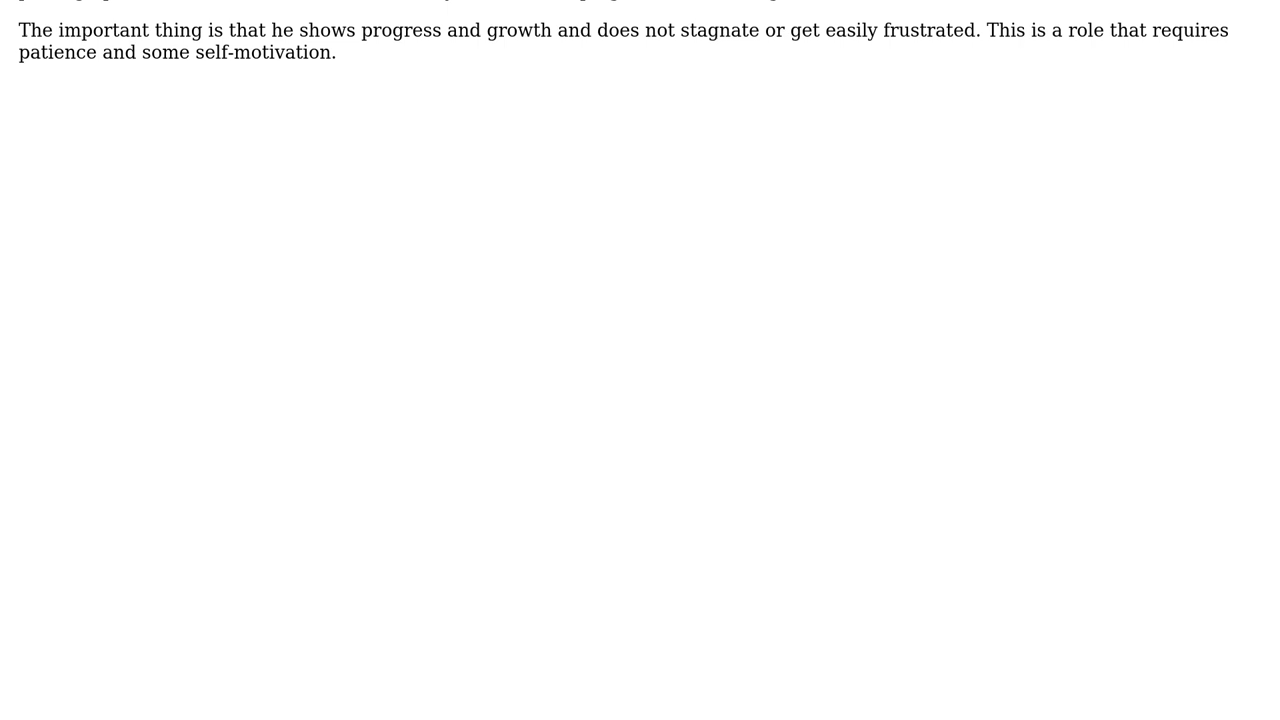 The important thing is that he shows progress and growth and does not stagnate or get easily frustrated. This is a role that requires
patience and some self-motivation.